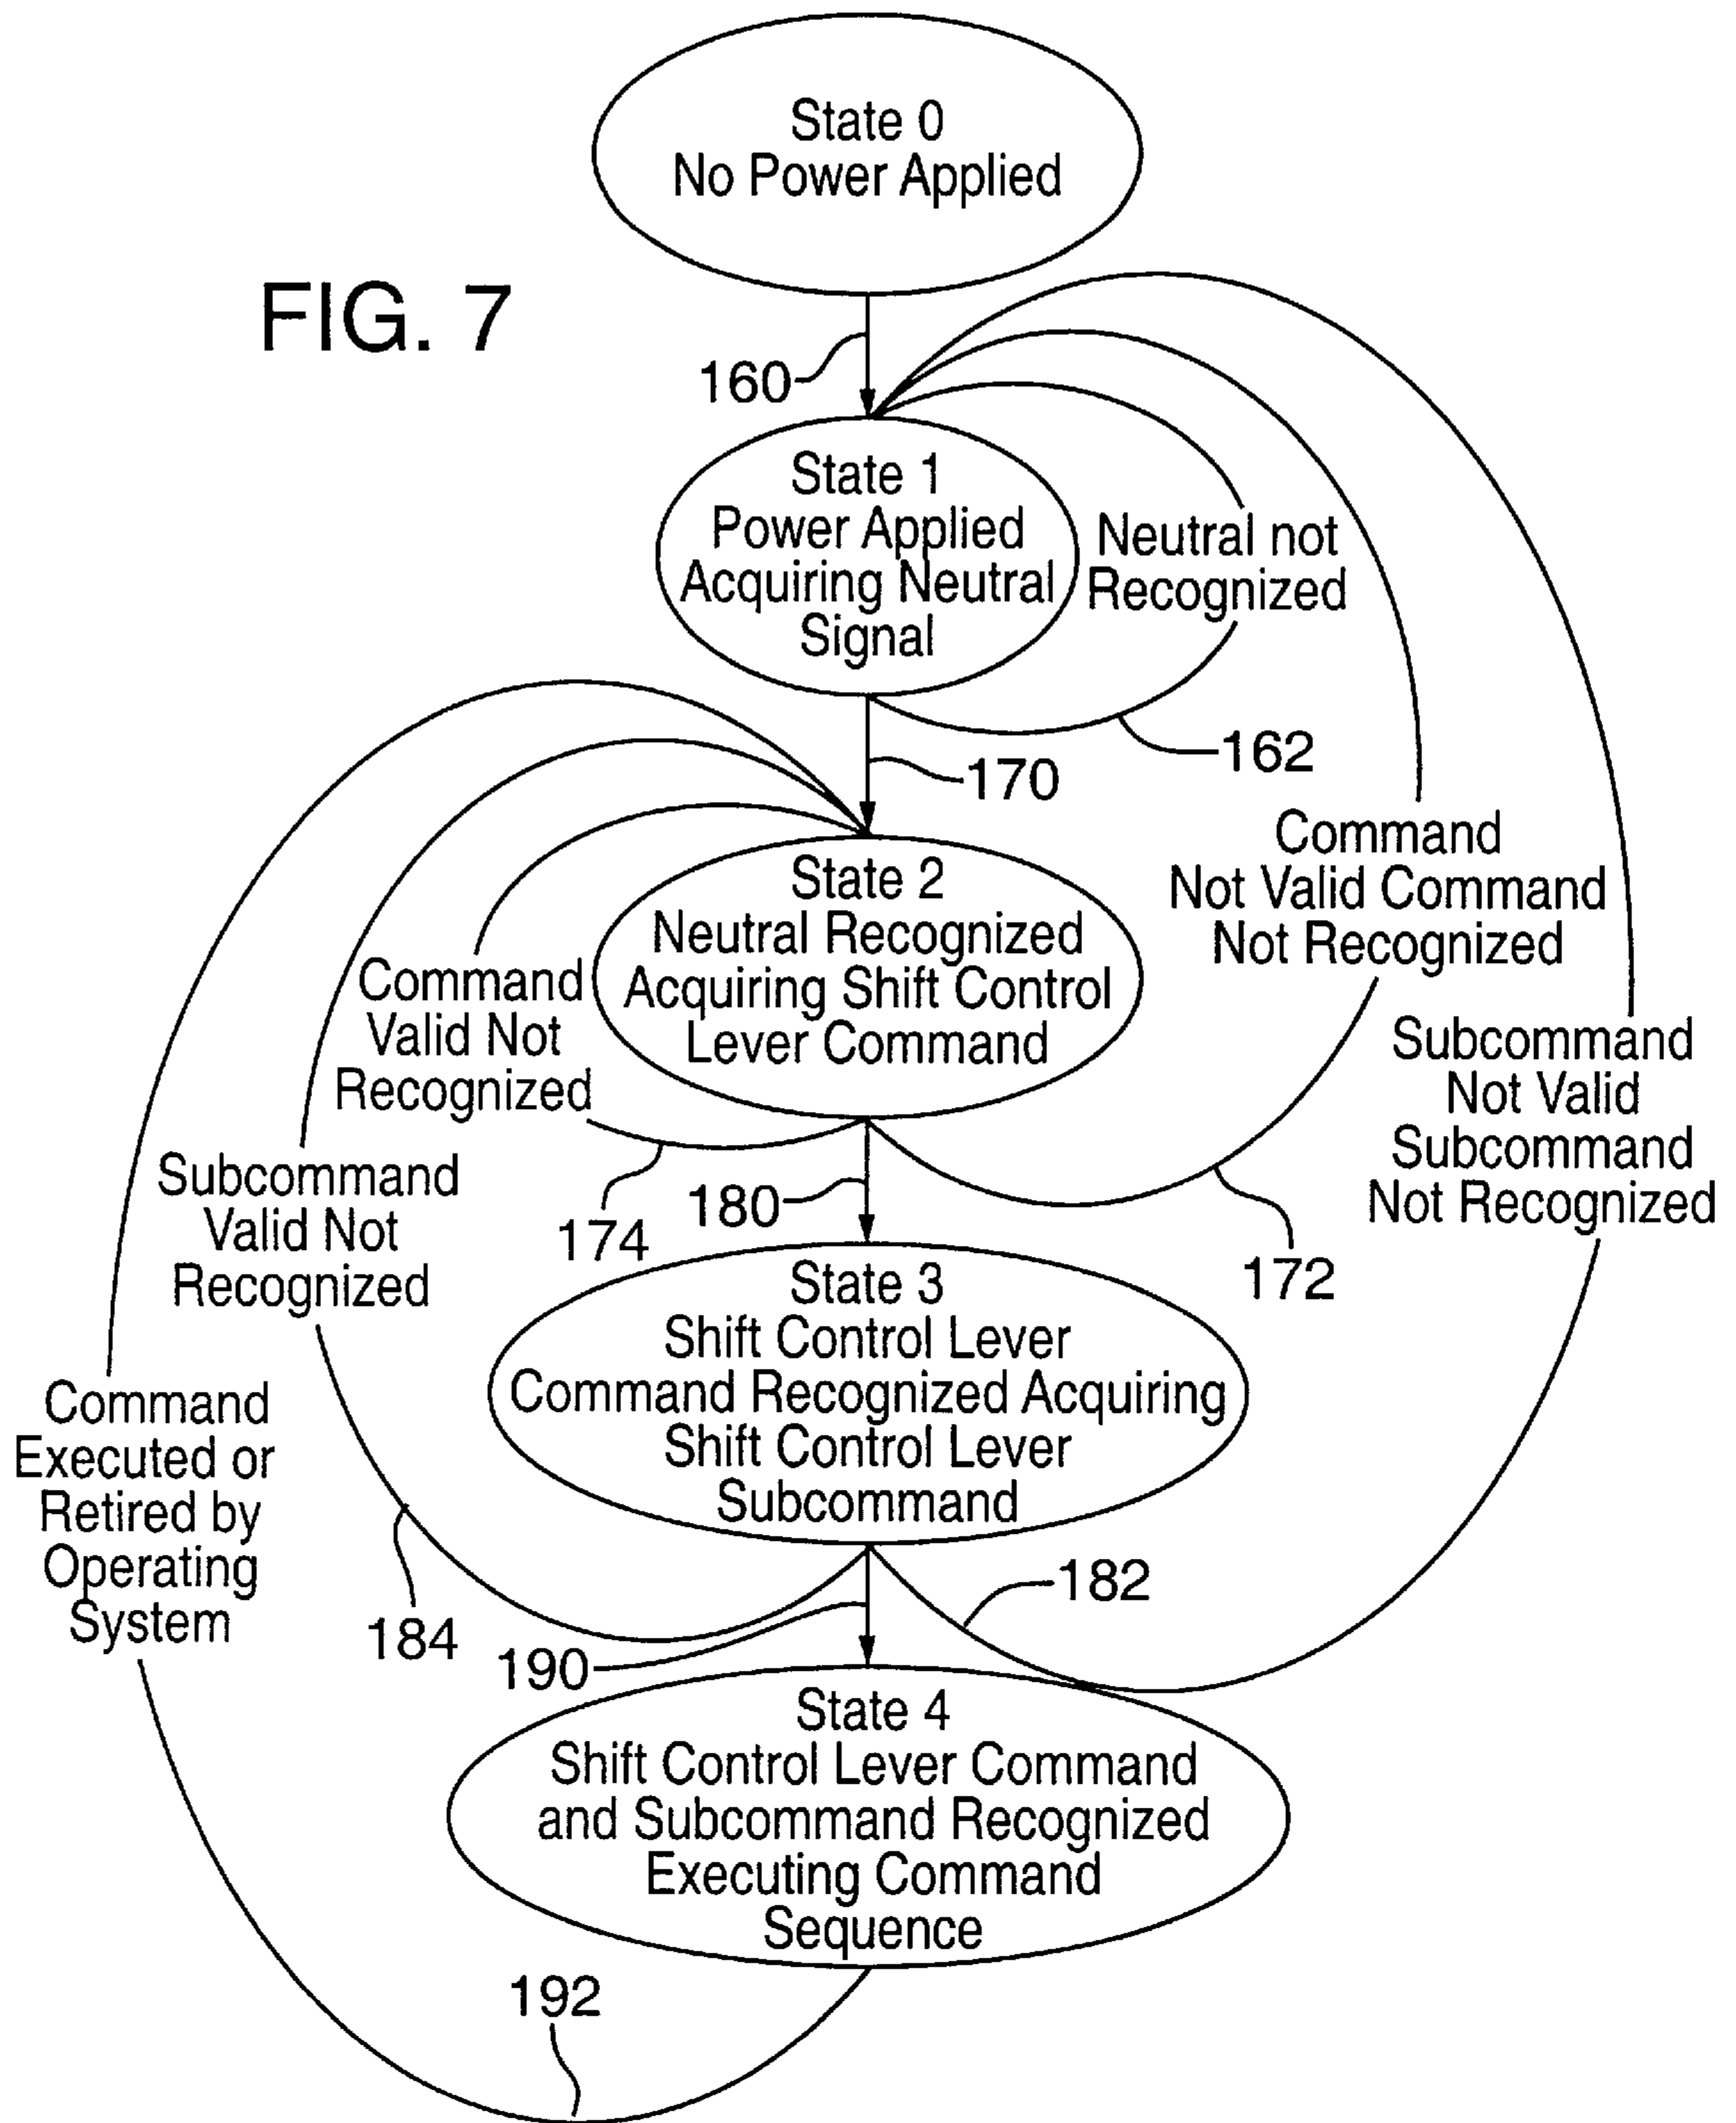 State 0
No Power Applied
FIG. 7
160
State 1
Power Applied
Acquiring Neutral
Signal
Neutral not
Recognized
162
170
Command
Not Valid Command
Not Recognized
State 2
Neutral Recognized
Acquiring Shift Control
Lever Command
Command
Valid Not
Recognized
Subcommand
Not Valid
Subcommand
Not Recognized
174
180
172
Subcommand
Valid Not
Recognized
State 3
Shift Control Lever
Command Recognized Acquiring
Shift Control Lever
Subcommand
Command
Executed or
Retired by
Operating
System
184
190
182
State 4
Shift Control Lever Command
and Subcommand Recognized
Executing Command
Sequence
192